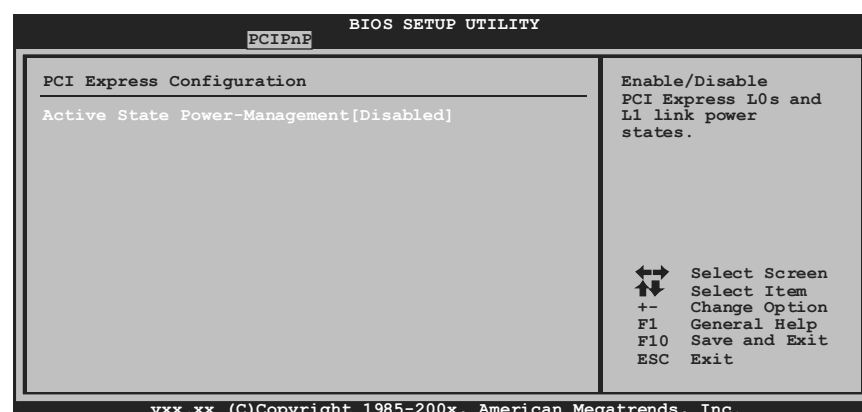 BIOS SETUP UTILITY
PCIPnP
PCI Express Configuration
Active State Power-Management[Disabled]
Enable/Disable
PCI Express L0s and
L1 link power
states.
Select Screen
Select Item
+- Change Option
F1 General Help
F10 Save and Exit
ESC Exit
vxx.xx (C)Copyright 1985-200x, American Megatrends, Inc.